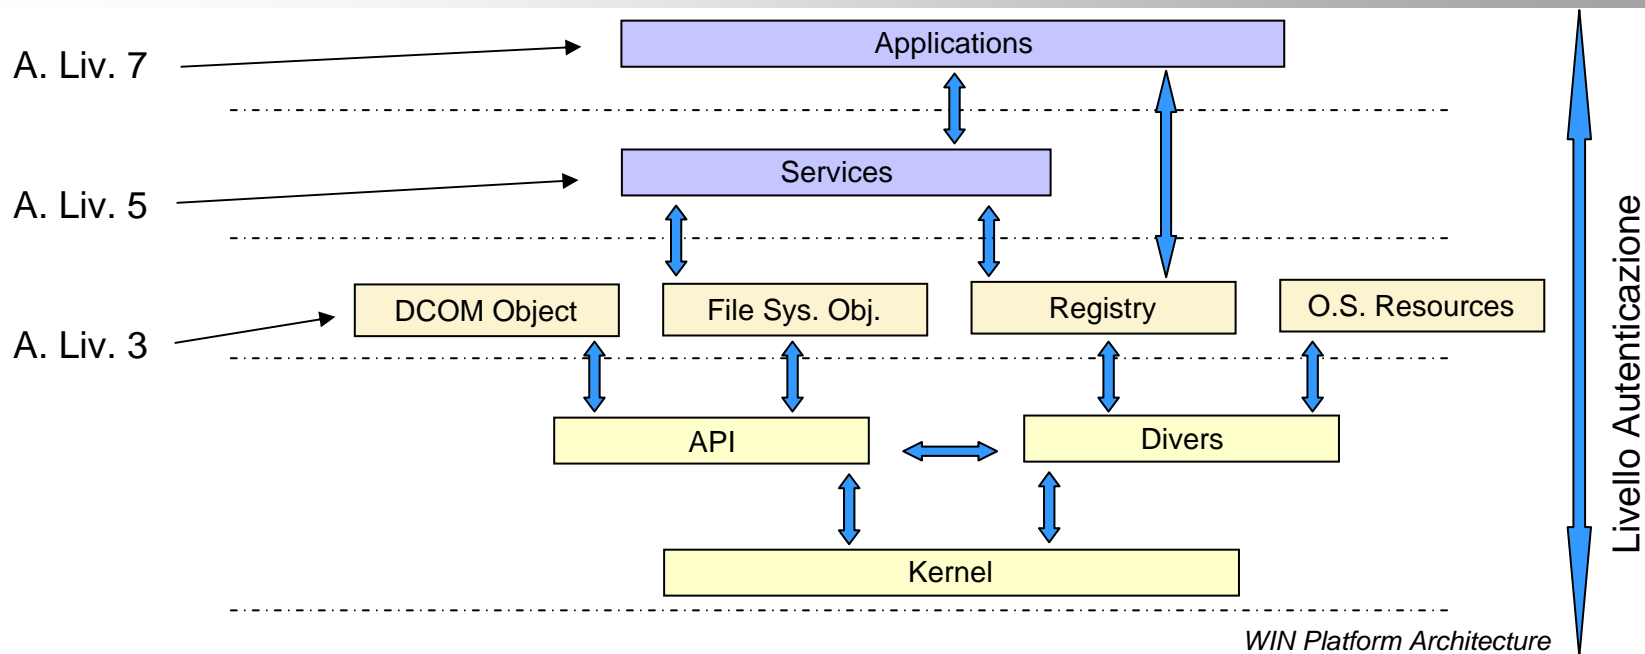 Applications
A. Liv. 7
Services
A. Liv. 5
DCOM Object
File Sys. Obj.
Registry
O.S. Resources
A. Liv. 3
API
Divers
Kernel
WIN Platform Architecture
Livello Autenticazione